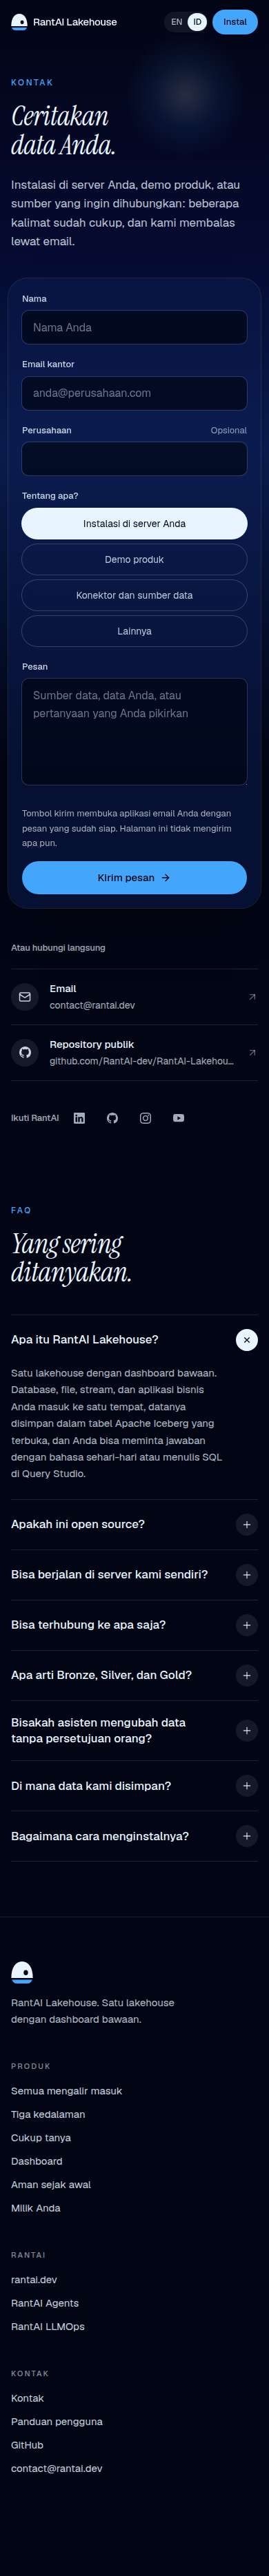 RantAI Lakehouse
EN
ID
Instal
KONTAK
Ceritakan
data Anda.
Instalasi di server Anda, demo produk, atau
sumber yang ingin dihubungkan: beberapa
kalimat sudah cukup, dan kami membalas
lewat email.
Nama
Nama Anda
Email kantor
anda@perusahaan.com
Perusahaan
Opsional
Tentang apa?
Instalasi di server Anda
Demo produk
Konektor dan sumber data
Lainnya
Pesan
Sumber data, data Anda, atau
pertanyaan yang Anda pikirkan
Tombol kirim membuka aplikasi email Anda dengan
pesan yang sudah siap. Halaman ini tidak mengirim
apa pun.
Kirim pesan →
Atau hubungi langsung
Email
contact@rantai.dev
Repository publik
github.com/RantAI-dev/RantAI-Lakehou...
Ikuti RantAI
FAQ
Yang sering
ditanyakan.
Apa itu RantAI Lakehouse?
Satu lakehouse dengan dashboard bawaan.
Database, file, stream, dan aplikasi bisnis
Anda masuk ke satu tempat, datanya
disimpan dalam tabel Apache Iceberg yang
terbuka, dan Anda bisa meminta jawaban
dengan bahasa sehari-hari atau menulis SQL
di Query Studio.
Apakah ini open source?
Bisa berjalan di server kami sendiri?
Bisa terhubung ke apa saja?
Apa arti Bronze, Silver, dan Gold?
Bisakah asisten mengubah data
tanpa persetujuan orang?
Di mana data kami disimpan?
Bagaimana cara menginstalnya?
RantAI Lakehouse. Satu lakehouse
dengan dashboard bawaan.
PRODUK
Semua mengalir masuk
Tiga kedalaman
Cukup tanya
Dashboard
Aman sejak awal
Milik Anda
RANTAI
rantai.dev
RantAI Agents
RantAI LLMOps
KONTAK
Kontak
Panduan pengguna
GitHub
contact@rantai.dev